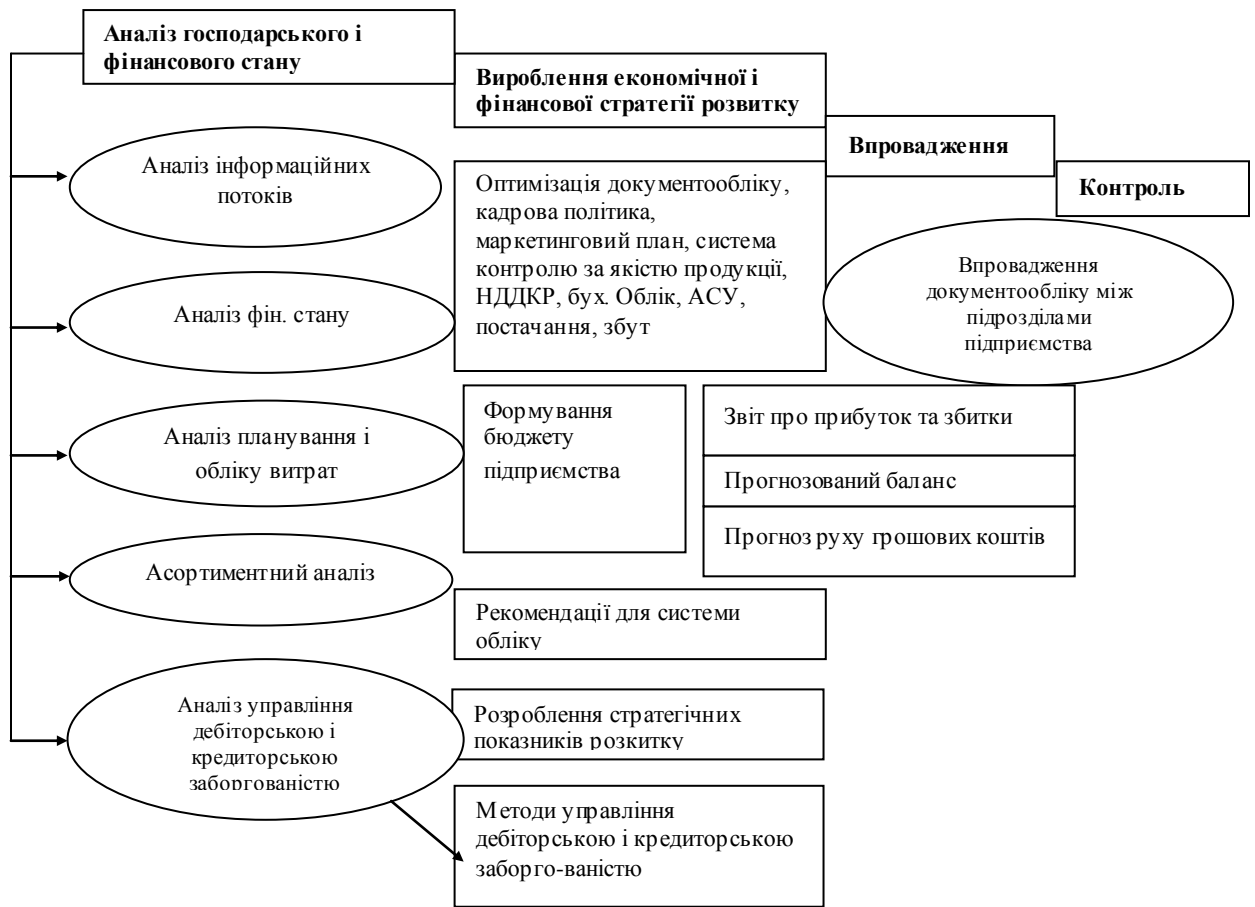 Аналіз господарського і
фінансового стану
Вироблення економічної і
фінансової стратегії розвитку
Впровадження
Контроль
Аналіз інформаційних
потоків
Оптимізація документообліку,
кадрова політика,
маркетинговий план, система
контролю за якістю продукції,
НДДКР, бух. Облік, АСУ,
постачання, збут
Впровадження
документообліку між
підрозділами
підприємства
Аналіз фін. стану
Аналіз планування і
обліку витрат
Формування
бюджету
підприємства
Звіт про прибуток та збитки
Прогнозований баланс
Прогноз руху грошових коштів
Асортиментний аналіз
Рекомендації для системи
обліку
Аналіз управління
дебіторською і
кредиторською
заборгованістю
Розроблення стратегічних
показників розкитку
Методи управління
дебіторською і кредиторською
заборго-ваністю